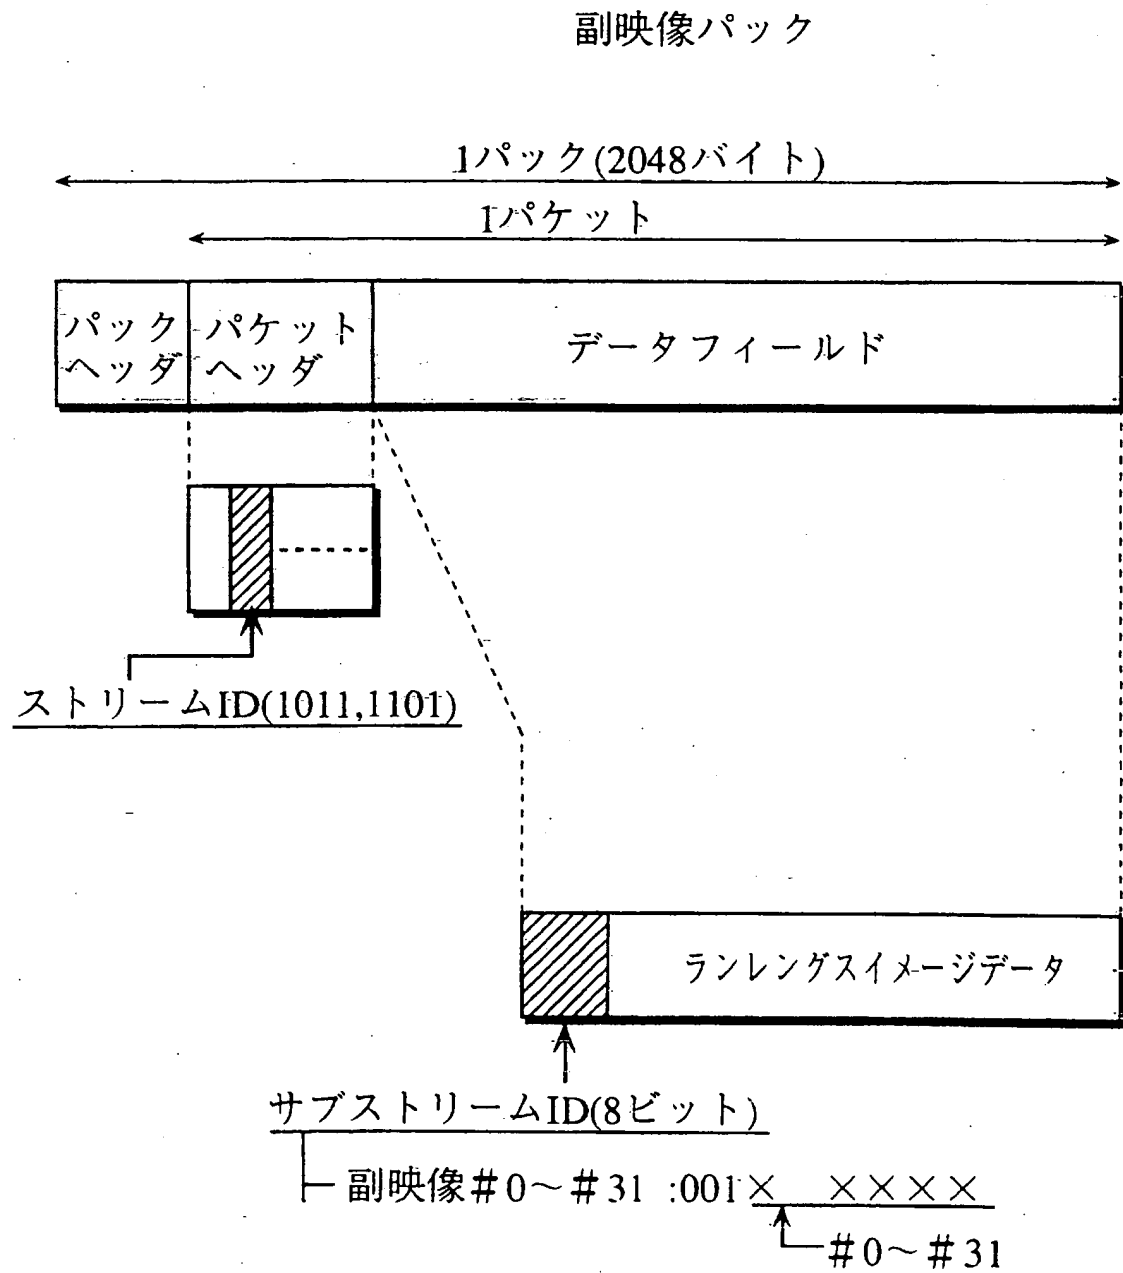 副映像パック
1パック(2048バイト)
1パケット
パック
ヘッダ
パケット
ヘッダ
データフィールド
ストリームID(1011,1101)
ランレングスイメージデータ
サブストリームID(8ビット)
副映像#0~#31 :001× ××××
#0~#31